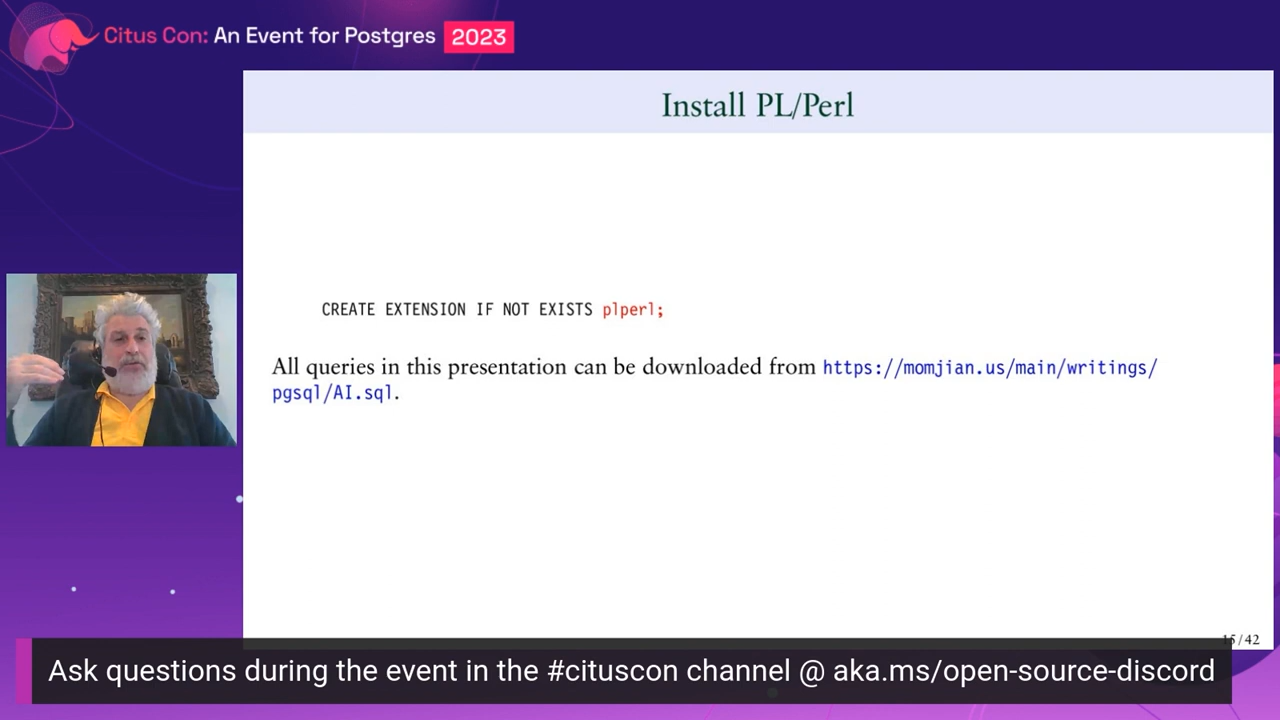 Citus Con: An Event for Postgres 2023
Install PL/Perl
CREATE EXTENSION IF NOT EXISTS plperl;
All queries in this presentation can be downloaded from https://momjian.us/main/writings/
pgsql/AI.sql.
15/42
Ask questions during the event in the #cituscon channel @ aka.ms/open-source-discord